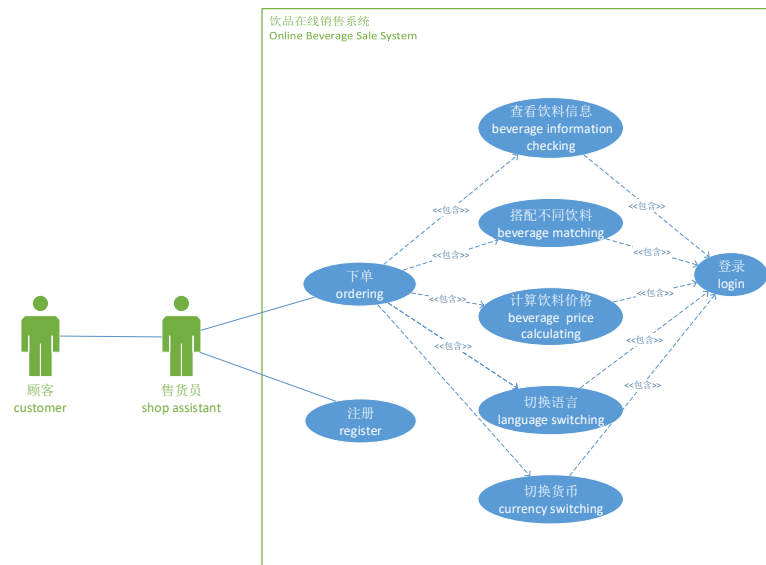 饮品在线销售系统
Online Beverage Sale System
查看饮料信息
beverage information
checking
<<包含>>
<<包含>>
搭配不同饮料
beverage matching
<<包含>>
<<包含>>
登录
login
下单
ordering
<<包含>>
计算饮料价格
beverage price
calculating
<<包含>>
<<包含>>
<<包含>>
<<包含>>
顾客
customer
售货员
shop assistant
切换语言
language switching
注册
register
切换货币
currency switching